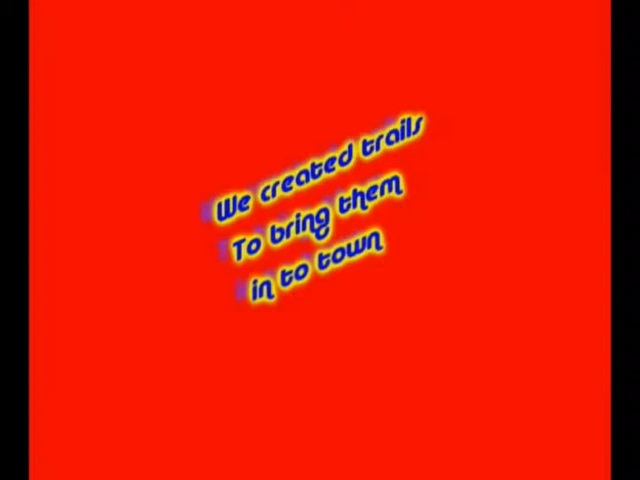 We created trails
To bring them
in to town